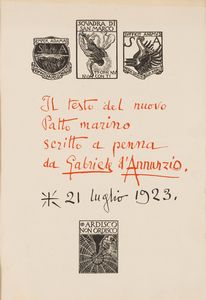 SQVADRA DI
SAN MARCO
Il testo del nuovo
Patto marino
scritto a penna
da Gabriele d'Annunzio.
21 luglio 1923.
ARDISCO
NON ORDISCO